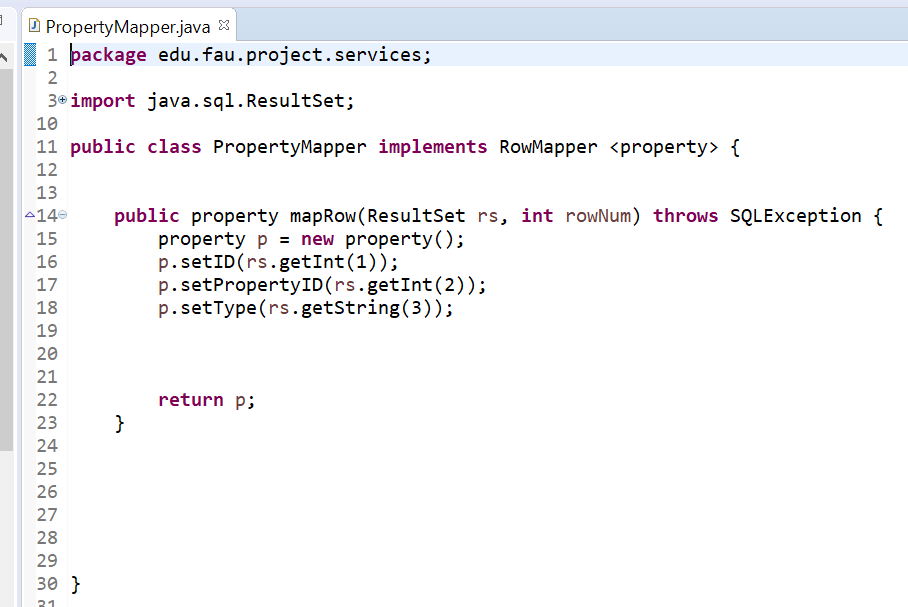 PropertyMapper.java
1 package edu.fau.project.services;
2
3 import java.sql.ResultSet;
10
11 public class PropertyMapper implements RowMapper <property> {
12
13
14 public property mapRow(ResultSet rs, int rowNum) throws SQLException {
15 property p = new property();
16 p.setID(rs.getInt(1));
17 p.setPropertyID(rs.getInt(2));
18 p.setType(rs.getString(3));
19
20
21
22 return p;
23 }
24
25
26
27
28
29
30 }
31